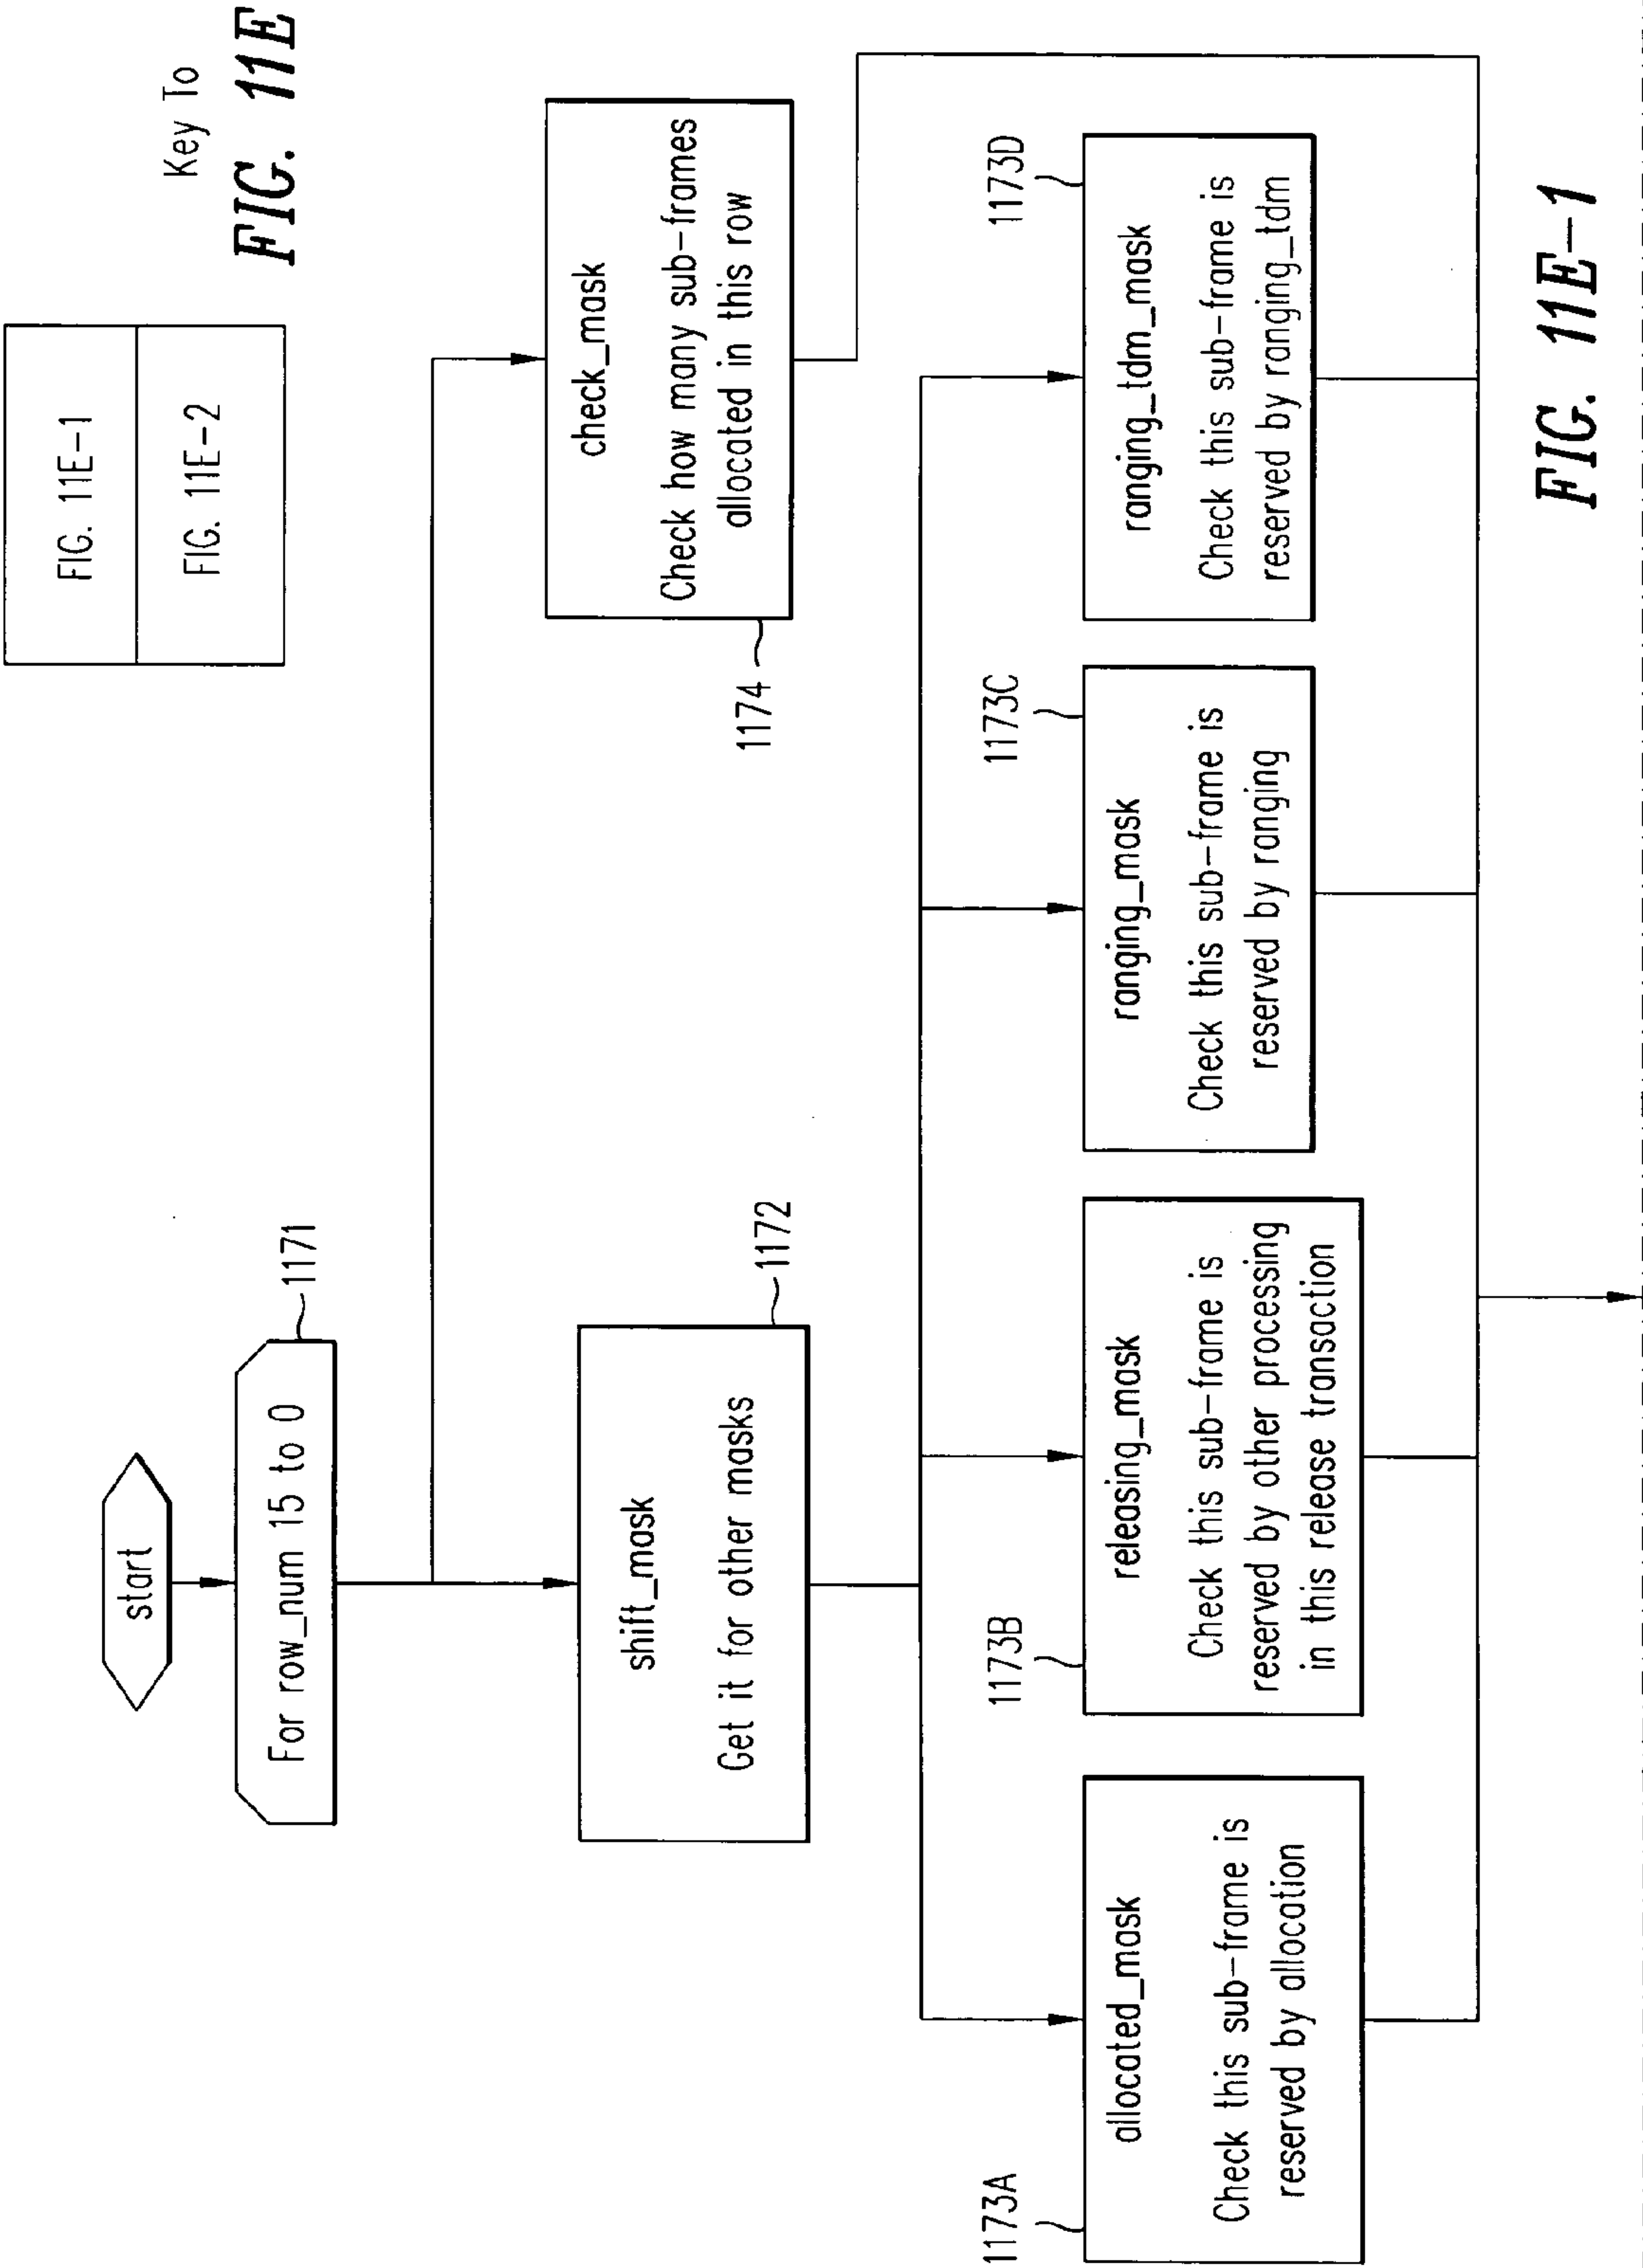 FIG. 11E-1
FIG. 11E-2
Key To
FIG. 11E
start
For row_num 15 to 0
1171
shift_mask
Get it for other masks
1172
check_mask
Check how many sub-frames
allocated in this row
1174
1173A
allocated_mask
Check this sub-frame is
reserved by allocation
1173B
releasing_mask
Check this sub-frame is
reserved by other processing
in this release transaction
1173C
ranging_mask
Check this sub-frame is
reserved by ranging
1173D
ranging_tdm_mask
Check this sub-frame is
reserved by ranging_tdm
FIG. 11E-1